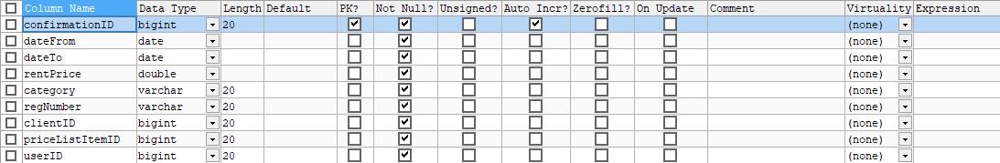 Column Name Data Type Length Default PK? Not Null? Unsigned? Auto Incr? Zerofill? On Update Comment Virtuality Expression
confirmationID bigint 20 (none)
dateFrom date (none)
dateTo date (none)
rentPrice double (none)
category varchar 20 (none)
regNumber varchar 20 (none)
clientID bigint 20 (none)
priceListItemID bigint 20 (none)
userID bigint 20 (none)